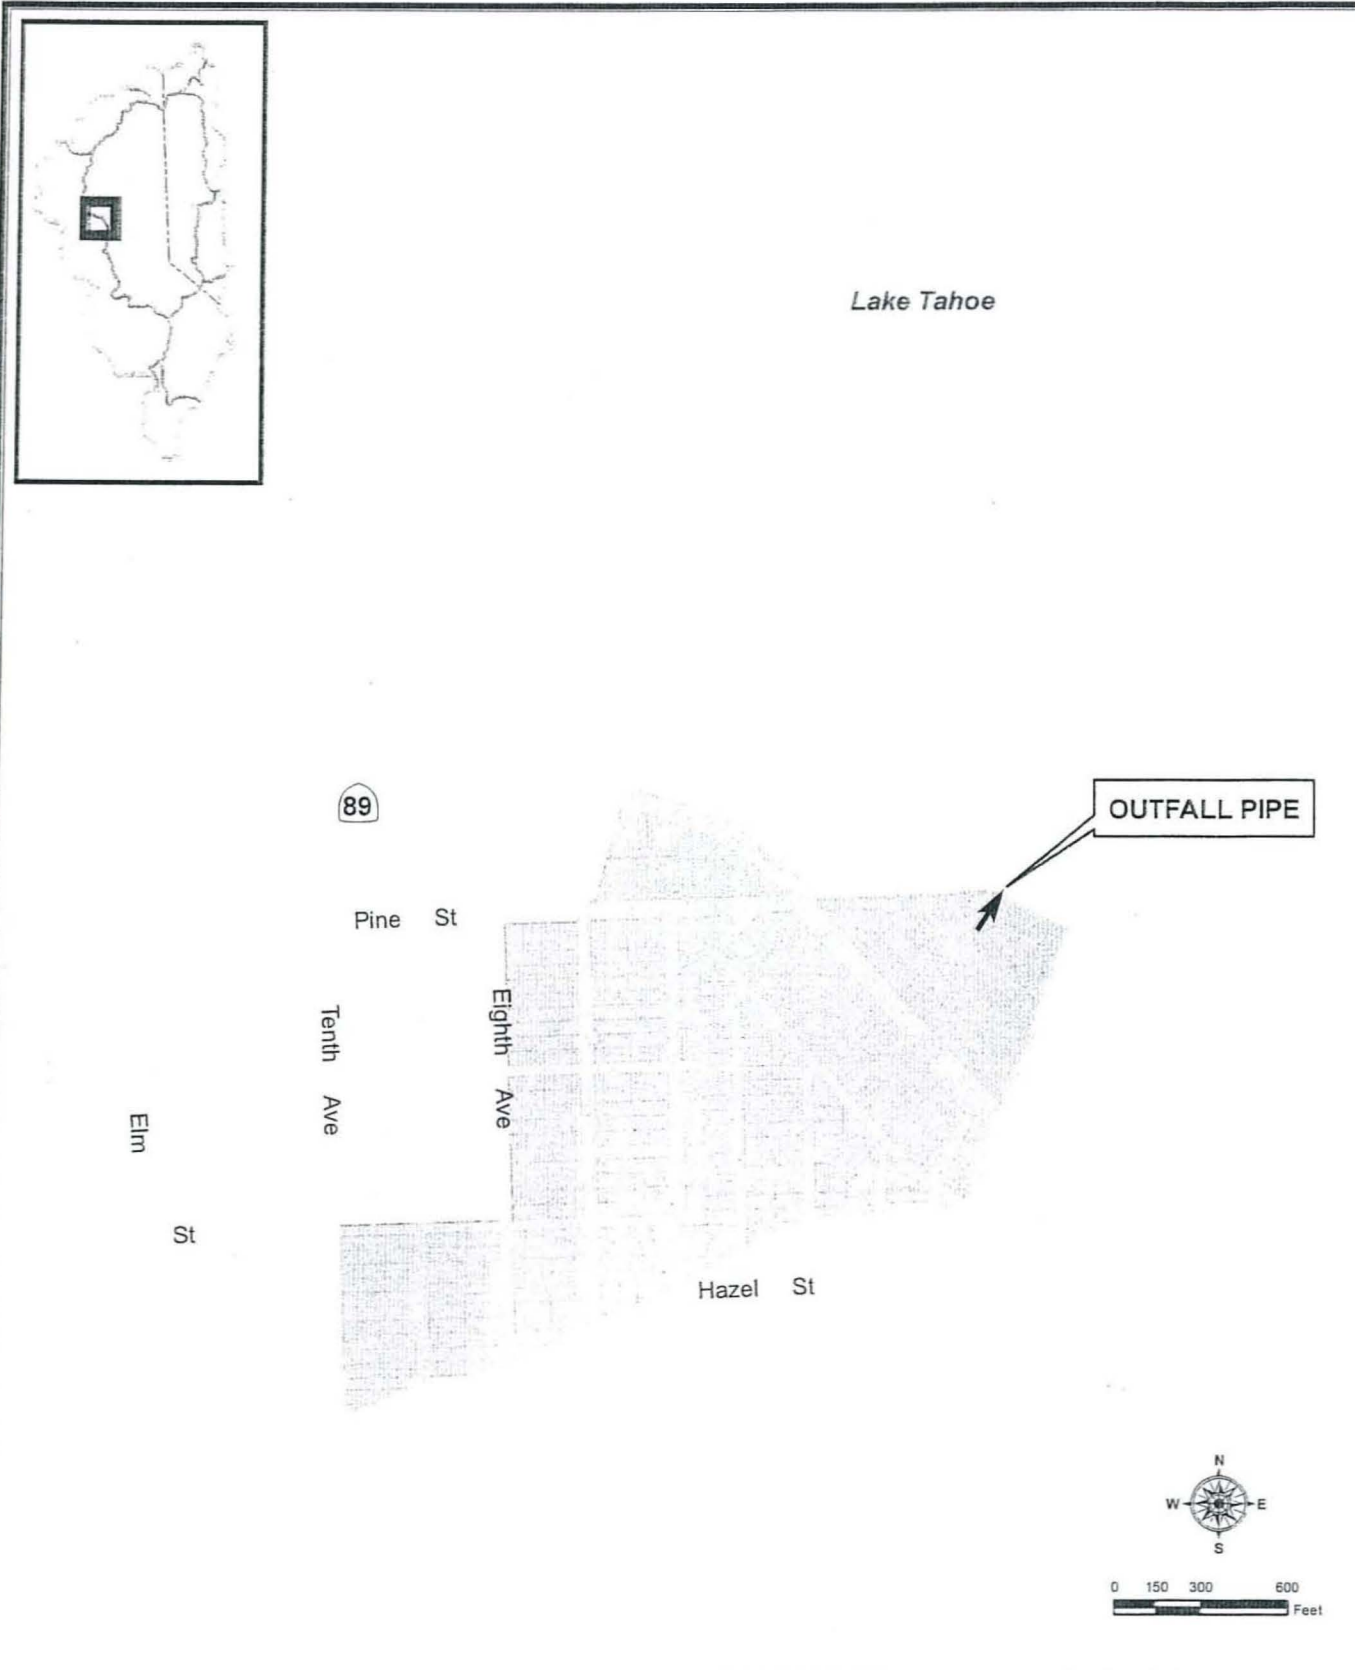 Lake Tahoe
89
OUTFALL PIPE
Pine St
Eighth Ave
Tenth Ave
Elm St
Hazel St
N
W E
S
0 150 300 600
Feet